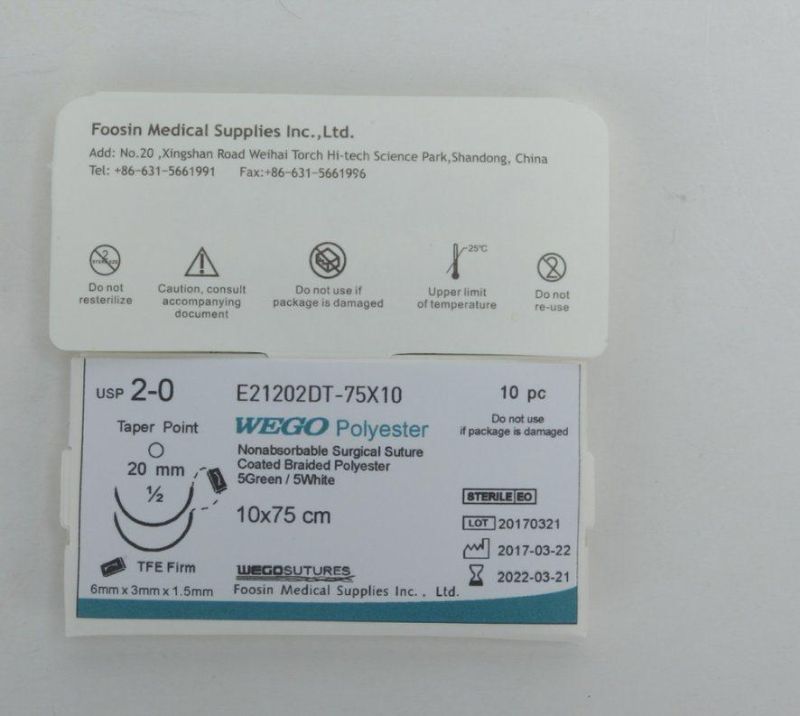 Foosin Medical Supplies Inc.,Ltd.
Add: No.20 ,Xingshan Road Weihai Torch Hi-tech Science Park,Shandong, China
Tel: +86-631-5661991 Fax:+86-631-5661996
2
2
-25°C
Do not
resterilize
Caution, consult
accompanying
document
Do not use if
package is damaged
Upper limit
of temperature
Do not
re-use
USP 2-0
E21202DT-75X10
10 pc
Taper Point
WEGO Polyester
Do not use
if package is damaged
20 mm
Nonabsorbable Surgical Suture
Coated Braided Polyester
5Green / 5White
½
10x75 cm
STERILE EO
LOT 20170321
2017-03-22
2022-03-21
TFE Firm
6mm x 3mm x 1.5mm
WEGOSUTURES
Foosin Medical Supplies Inc.. Ltd.